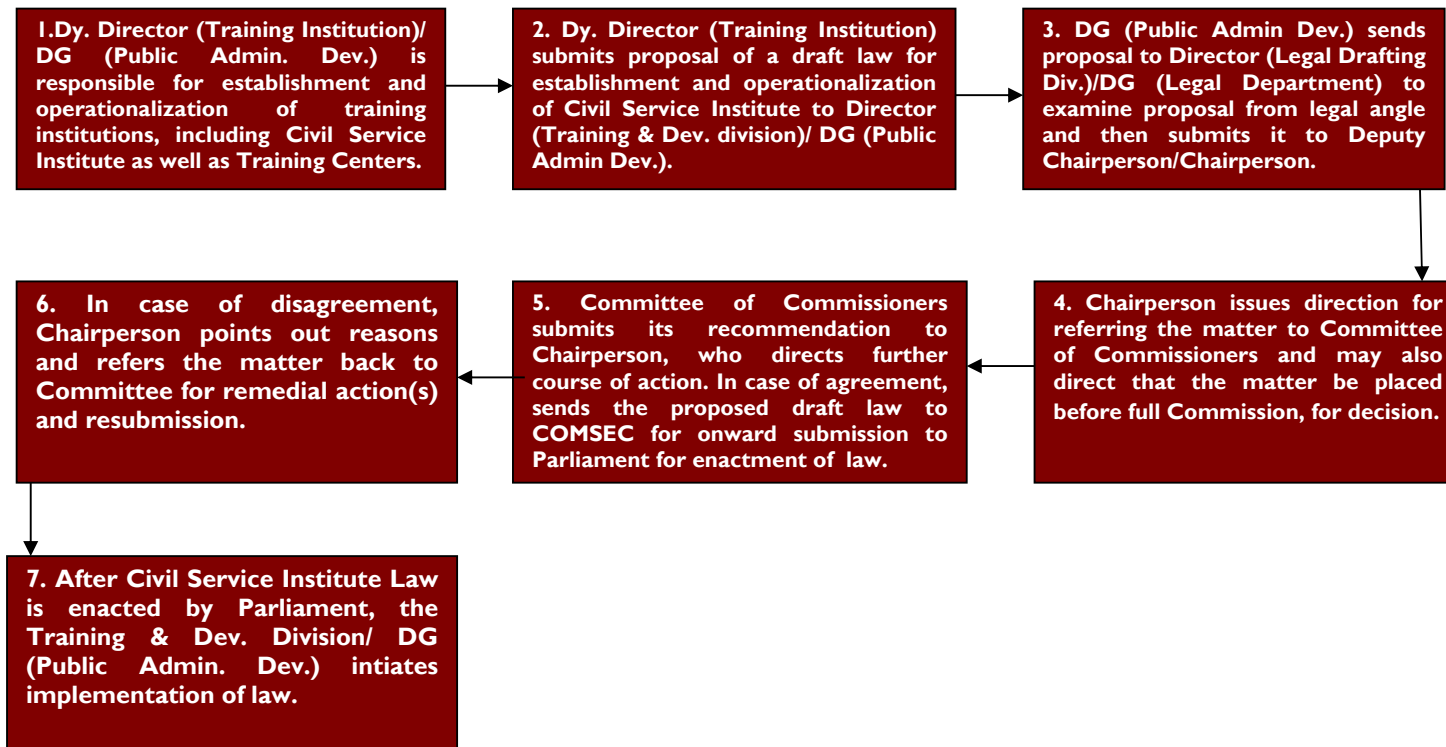 1.Dy. Director (Training Institution)/
DG (Public Admin. Dev.) is
responsible for establishment and
operationalization of training
institutions, including Civil Service
Institute as well as Training Centers.
2. Dy. Director (Training Institution)
submits proposal of a draft law for
establishment and operationalization
of Civil Service Institute to Director
(Training & Dev. division)/ DG (Public
Admin Dev.).
3. DG (Public Admin Dev.) sends
proposal to Director (Legal Drafting
Div.)/DG (Legal Department) to
examine proposal from legal angle
and then submits it to Deputy
Chairperson/Chairperson.
4. Chairperson issues direction for
referring the matter to Committee
of Commissioners and may also
direct that the matter be placed
before full Commission, for decision.
5. Committee of Commissioners
submits its recommendation to
Chairperson, who directs further
course of action. In case of agreement,
sends the proposed draft law to
COMSEC for onward submission to
Parliament for enactment of law.
6. In case of disagreement,
Chairperson points out reasons
and refers the matter back to
Committee for remedial action(s)
and resubmission.
7. After Civil Service Institute Law
is enacted by Parliament, the
Training & Dev. Division/ DG
(Public Admin. Dev.) intiates
implementation of law.